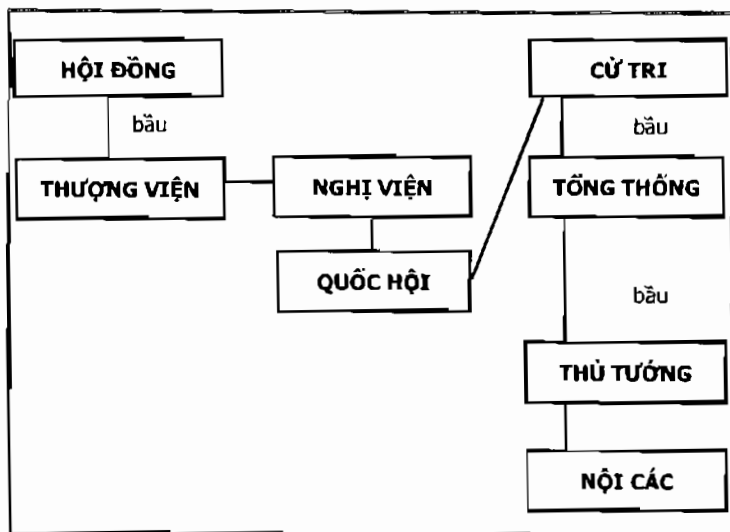 HỘI ĐỒNG
CỬ TRI
bầu
bầu
THƯỢNG VIỆN
NGHỊ VIỆN
TỔNG THỐNG
QUỐC HỘI
bầu
THỦ TƯỚNG
NỘI CÁC